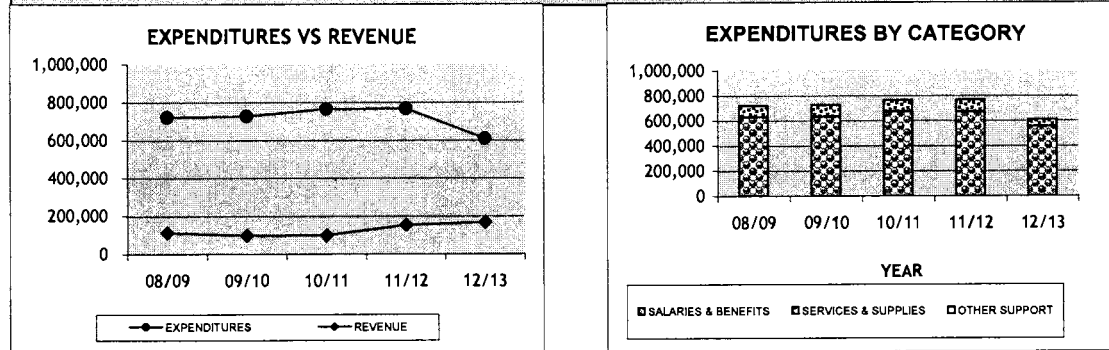 EXPENDITURES VS REVENUE
1,000,000
800,000
600,000
400,000
200,000
0
08/09 09/10 10/11 11/12 12/13
EXPENDITURES REVENUE
EXPENDITURES BY CATEGORY
1,000,000
800,000
600,000
400,000
200,000
0
08/09 09/10 10/11 11/12 12/13
YEAR
SALARIES & BENEFITS SERVICES & SUPPLIES OTHER SUPPORT